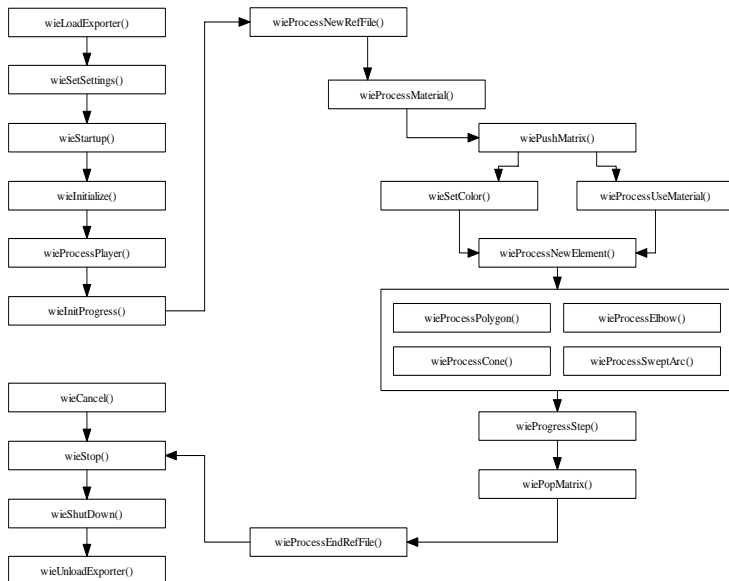 wieLoadExporter()
wieSetSettings()
wieStartup()
wieInitialize()
wieProcessPlayer()
wieInitProgress()
wieProcessNewRefFile()
wieProcessMaterial()
wiePushMatrix()
wieSetColor()
wieProcessUseMaterial()
wieProcessNewElement()
wieProcessPolygon()
wieProcessElbow()
wieProcessCone()
wieProcessSweptArc()
wieProgressStep()
wiePopMatrix()
wieProcessEndRefFile()
wieCancel()
wieStop()
wieShutDown()
wieUnloadExporter()